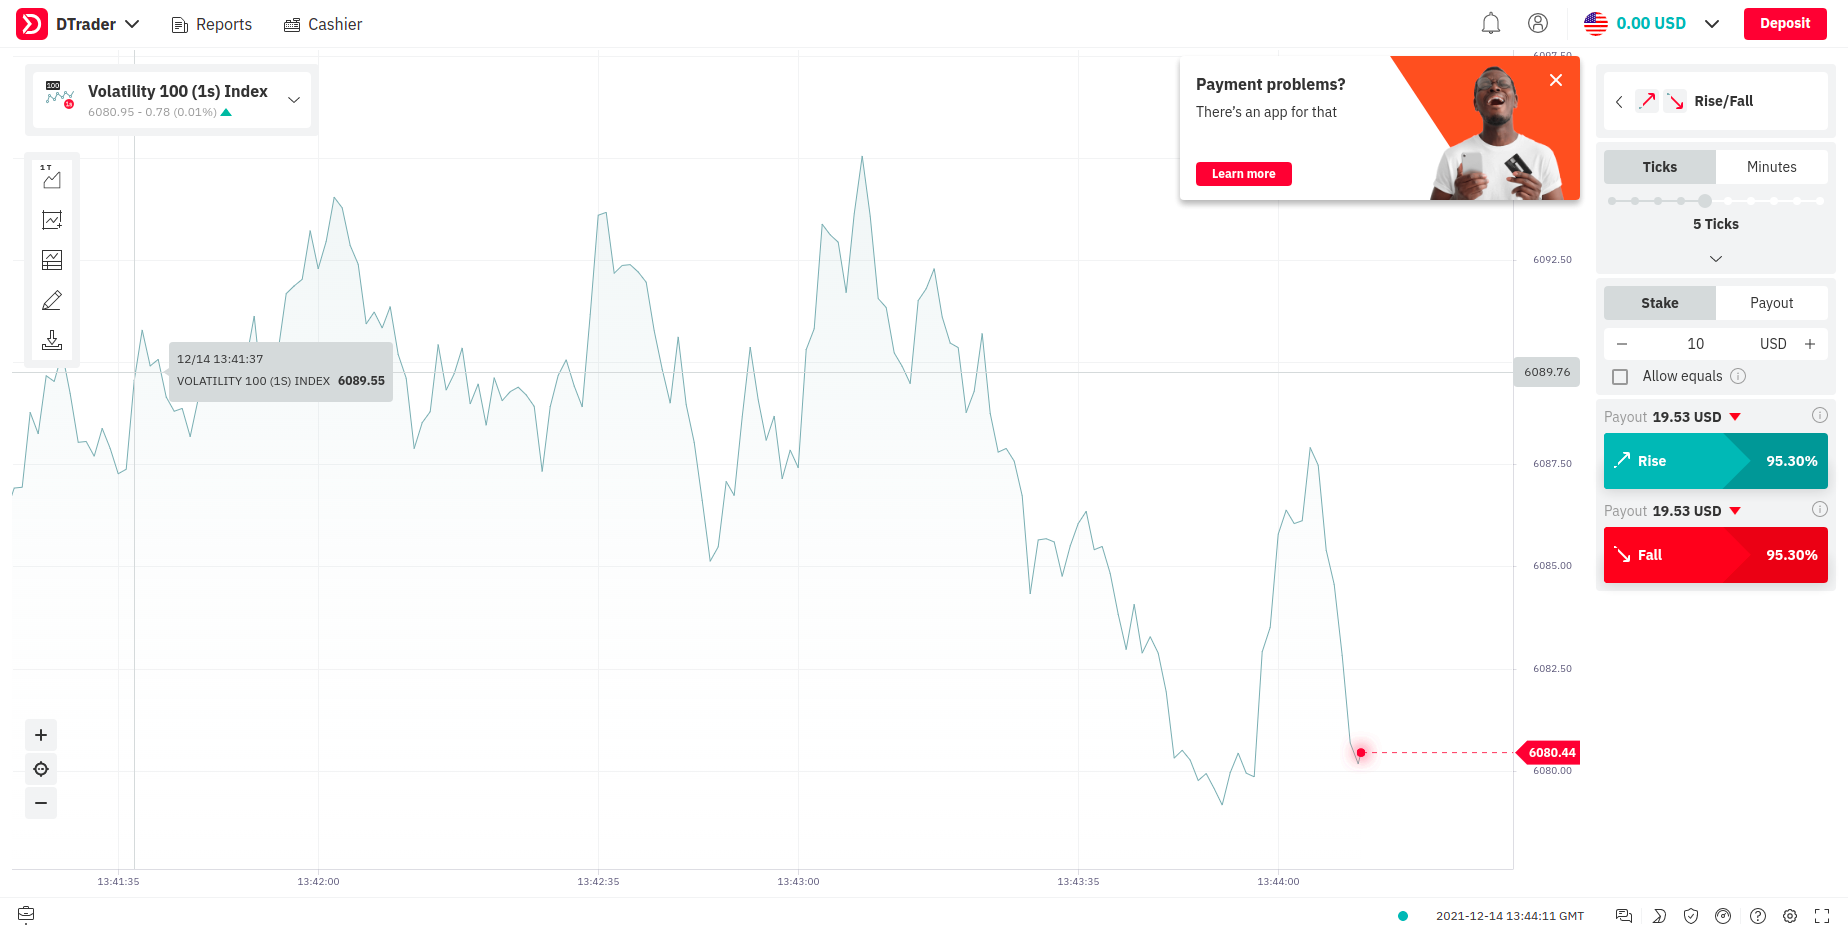 DTrader
Reports
Cashier
0.00 USD
Deposit
100
1s
Volatility 100 (1s) Index
6080.95 - 0.78 (0.01%)
1 T
12/14 13:41:37
VOLATILITY 100 (1S) INDEX 6089.55
Payment problems?
There's an app for that
Learn more
6097.50
6092.50
6089.76
6087.50
6085.00
6082.50
6080.44
6080.00
13:41:35
13:42:00
13:42:35
13:43:00
13:43:35
13:44:00
Rise/Fall
Ticks
Minutes
5 Ticks
Stake
Payout
10
USD
Allow equals
Payout 19.53 USD
Rise
95.30%
Payout 19.53 USD
Fall
95.30%
2021-12-14 13:44:11 GMT